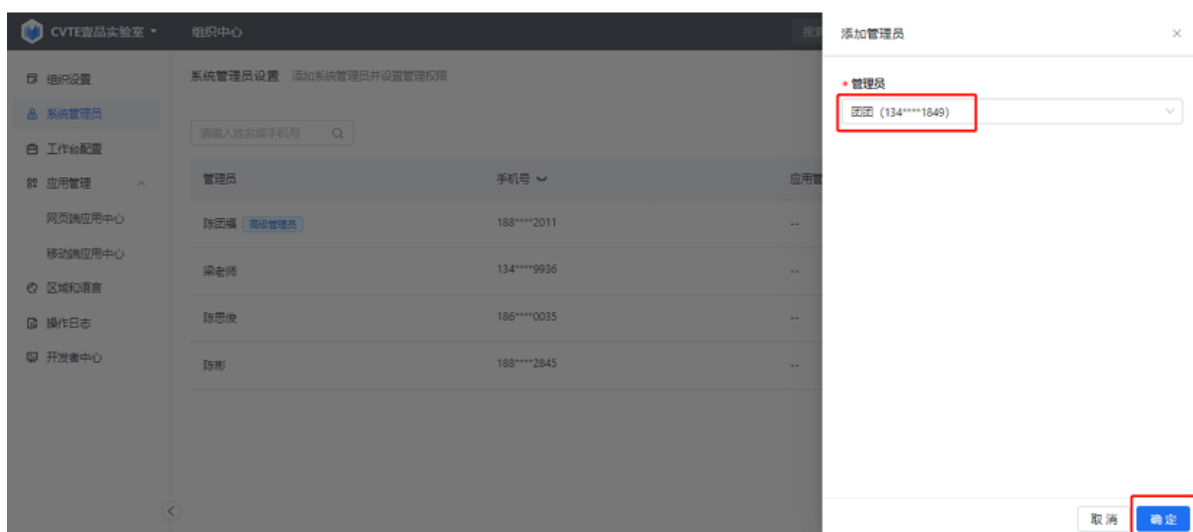 CVTE壹品实验室 组织中心 搜索 添加管理员
组织设置
系统管理员
工作台配置
应用管理
网页端应用中心
移动端应用中心
区域和语言
操作日志
开发者中心
系统管理员设置 添加系统管理员并设置管理权限
请输入姓名或手机号
管理员 手机号 应用管
陈团福 高级管理员 188****2011 --
梁老师 134****9936 --
陈思俊 186****0035 --
陈彬 188****2845 --
* 管理员
团团 (134****1849)
取 消 确 定